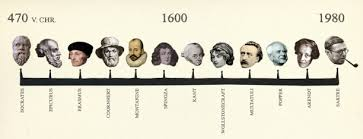 470 V. CHR.
1600
1980
SOCRATES
EPICURUS
ERASMUS
COORNHERT
MONTAIGNE
SPINOZA
KANT
WOLLSTONECRAFT
MULTATULI
POPPER
ARENDT
SARTRE